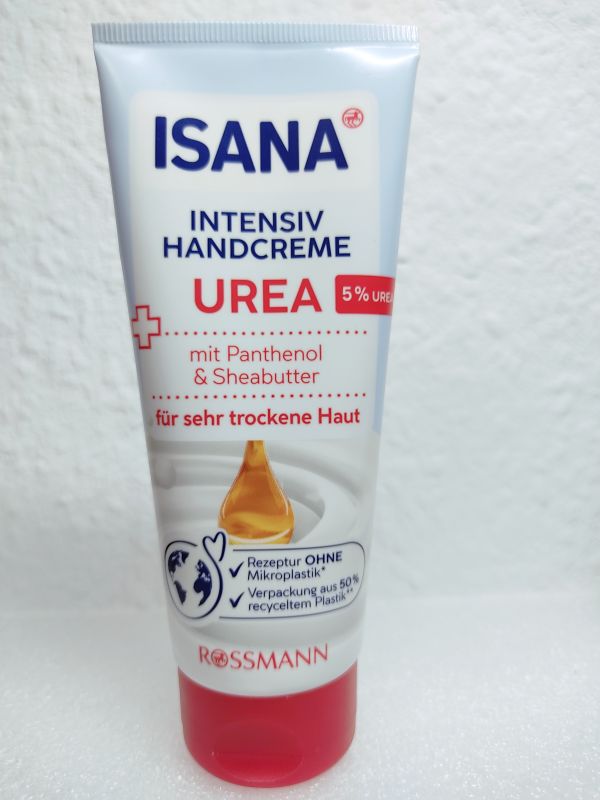 ISANA
INTENSIV
HANDCREME
UREA
5% UREA
mit Panthenol
& Sheabutter
für sehr trockene Haut
Rezeptur OHNE
Mikroplastik*
Verpackung aus 50%
recyceltem Plastik**
ROSSMANN